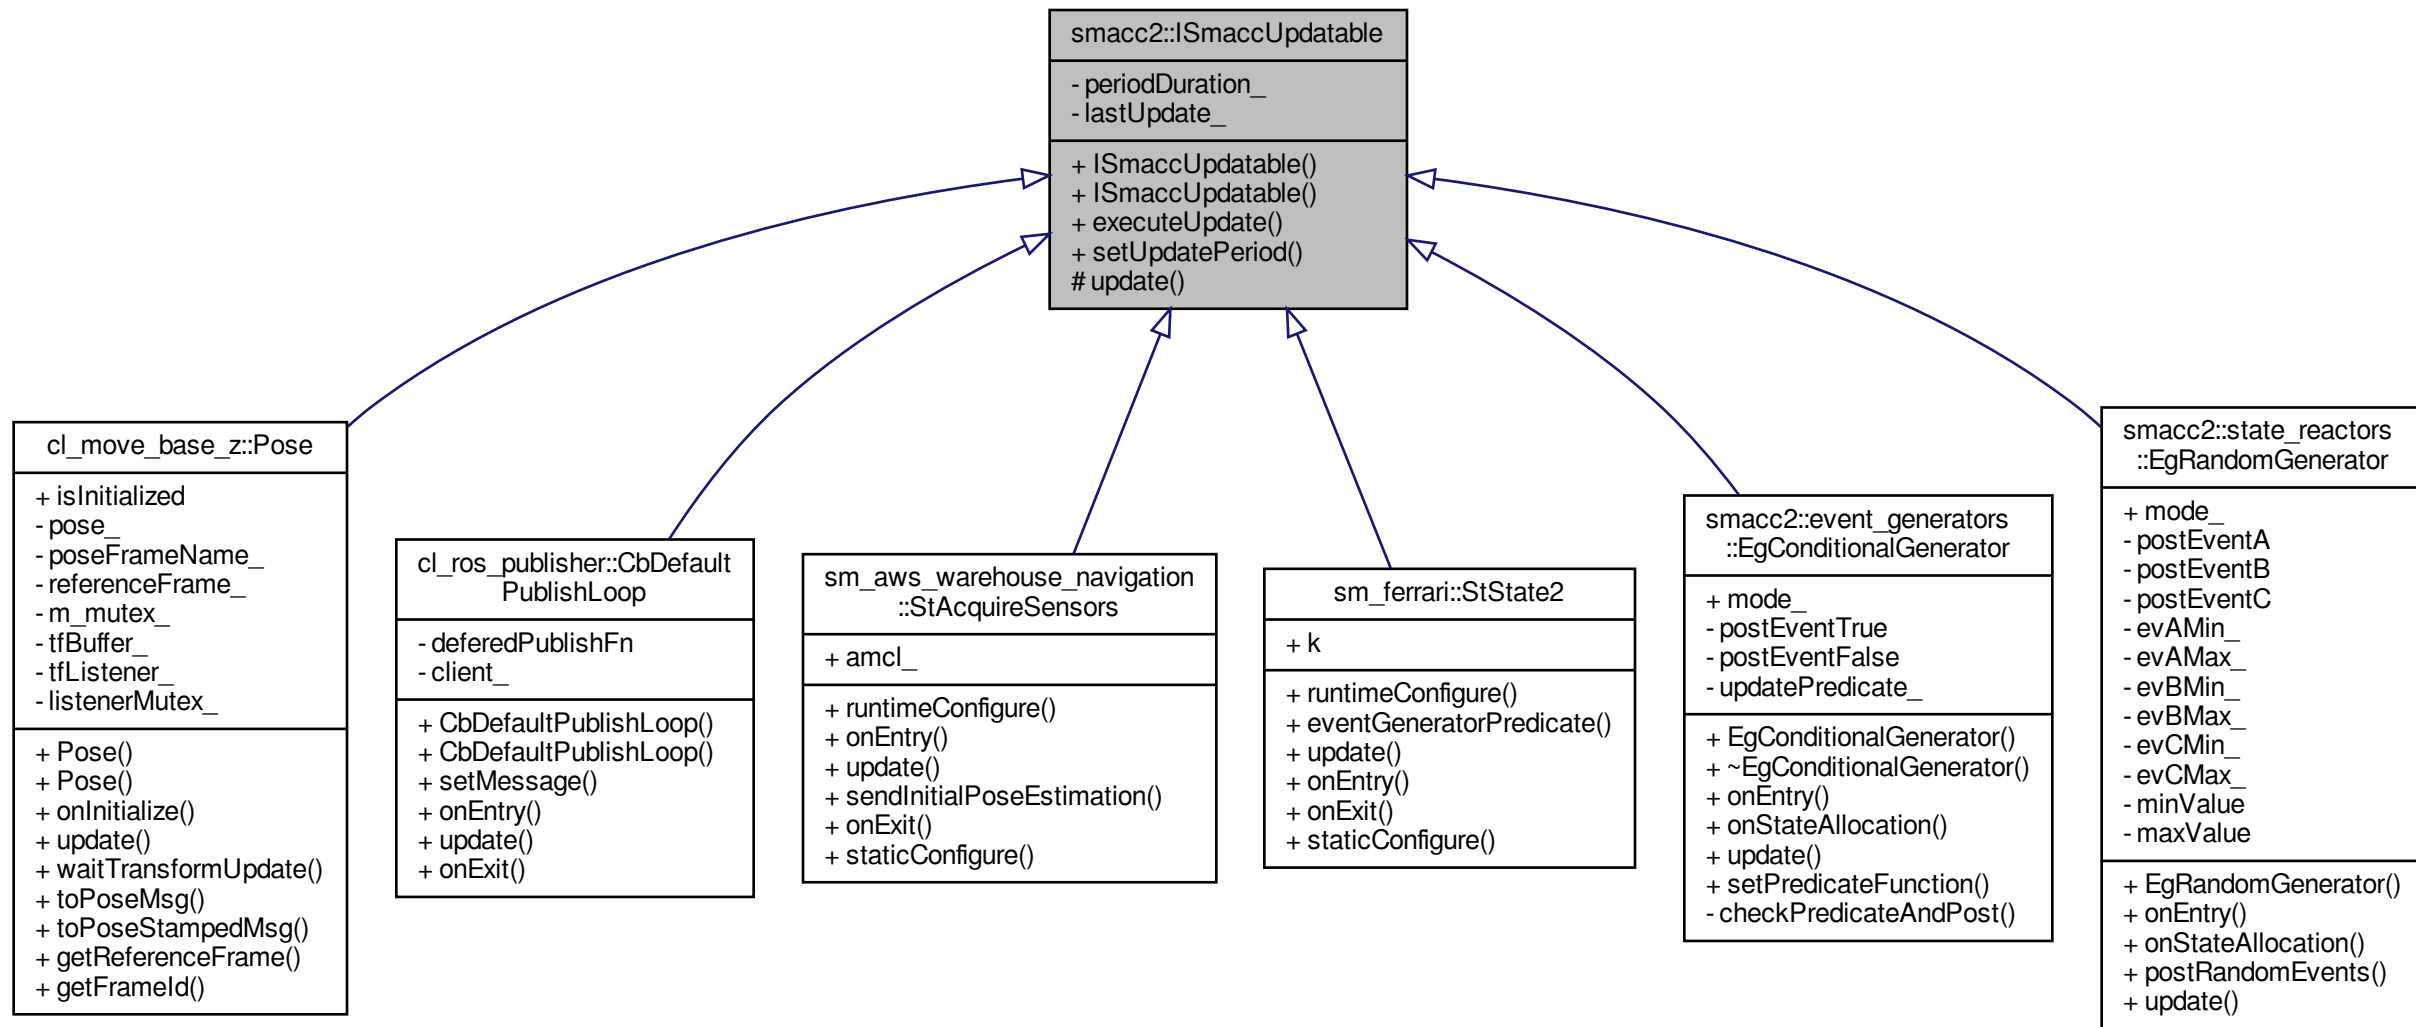 smacc2::ISmaccUpdatable
- periodDuration_
- lastUpdate_
+ ISmaccUpdatable()
+ ISmaccUpdatable()
+ executeUpdate()
+ setUpdatePeriod()
# update()
cl_move_base_z::Pose
+ isInitialized
- pose_
- poseFrameName_
- referenceFrame_
- m_mutex_
- tfBuffer_
- tfListener_
- listenerMutex_
+ Pose()
+ Pose()
+ onInitialize()
+ update()
+ waitTransformUpdate()
+ toPoseMsg()
+ toPoseStampedMsg()
+ getReferenceFrame()
+ getFrameId()
cl_ros_publisher::CbDefault
PublishLoop
- deferedPublishFn
- client_
+ CbDefaultPublishLoop()
+ CbDefaultPublishLoop()
+ setMessage()
+ onEntry()
+ update()
+ onExit()
sm_aws_warehouse_navigation
::StAcquireSensors
+ amcl_
+ runtimeConfigure()
+ onEntry()
+ update()
+ sendInitialPoseEstimation()
+ onExit()
+ staticConfigure()
sm_ferrari::StState2
+ k
+ runtimeConfigure()
+ eventGeneratorPredicate()
+ update()
+ onEntry()
+ onExit()
+ staticConfigure()
smacc2::event_generators
::EgConditionalGenerator
+ mode_
- postEventTrue
- postEventFalse
- updatePredicate_
+ EgConditionalGenerator()
+ ~EgConditionalGenerator()
+ onEntry()
+ onStateAllocation()
+ update()
+ setPredicateFunction()
- checkPredicateAndPost()
smacc2::state_reactors
::EgRandomGenerator
+ mode_
- postEventA
- postEventB
- postEventC
- evAMin_
- evAMax_
- evBMin_
- evBMax_
- evCMin_
- evCMax_
- minValue
- maxValue
+ EgRandomGenerator()
+ onEntry()
+ onStateAllocation()
+ postRandomEvents()
+ update()